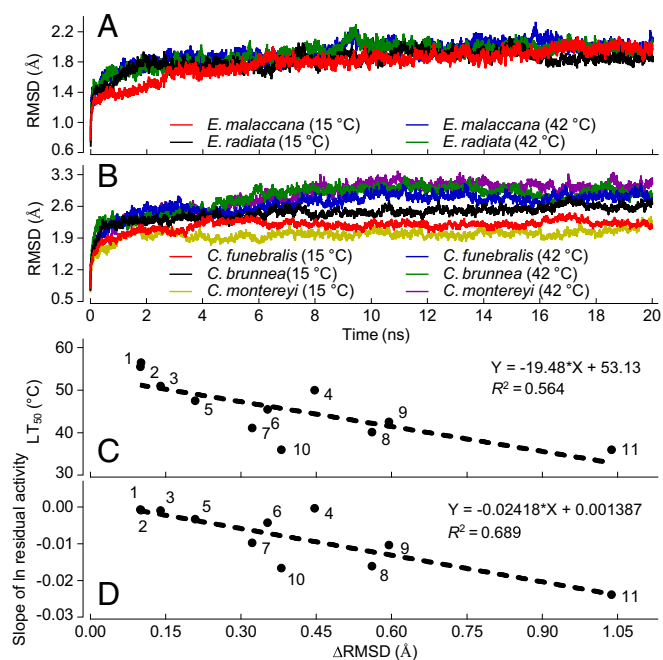 A
RMSD (Å)
2.2
1.8
1.4
1.0
0.6
E. malaccana (15 °C)
E. malaccana (42 °C)
E. radiata (15 °C)
E. radiata (42 °C)
B
RMSD (Å)
3.3
2.6
1.9
1.2
0.5
C. funebralis (15 °C)
C. funebralis (42 °C)
C. brunnea(15 °C)
C. brunnea (42 °C)
C. montereyi (15 °C)
C. montereyi (42 °C)
0 2 4 6 8 10 12 14 16 18 20
Time (ns)
C
LT50 (°C)
60
50
40
30
1 2 3 5 7 6 10 4 8 9 11
Y = -19.48*X + 53.13
R² = 0.564
D
Slope of ln residual activity
0.00
-0.01
-0.02
-0.03
1 2 3 5 7 6 10 4 8 9 11
Y = -0.02418*X + 0.001387
R² = 0.689
0.00 0.15 0.30 0.45 0.60 0.75 0.90 1.05
ΔRMSD (Å)